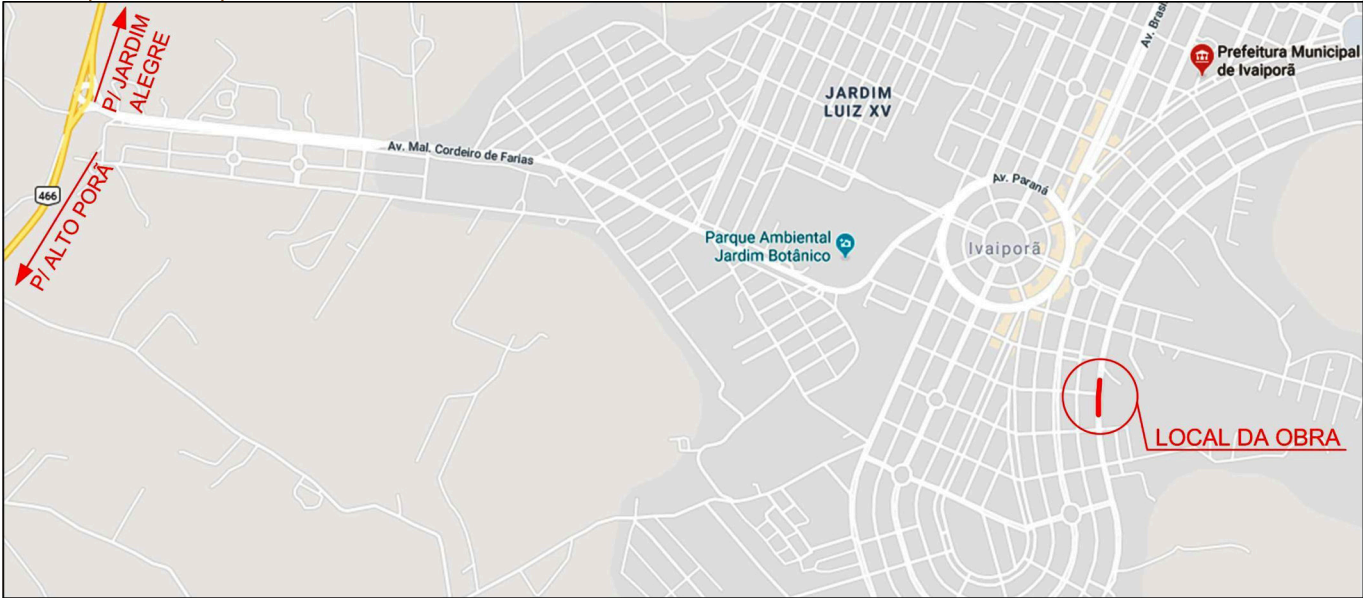 P/ JARDIM
ALEGRE
Av. Brasi
Prefeitura Municipal
de Ivaiporã
JARDIM
LUIZ XV
Av. Mal. Cordeiro de Farias
Av. Paraná
466
P/ ALTO PORÃ
Parque Ambiental
Jardim Botânico
Ivaiporã
LOCAL DA OBRA